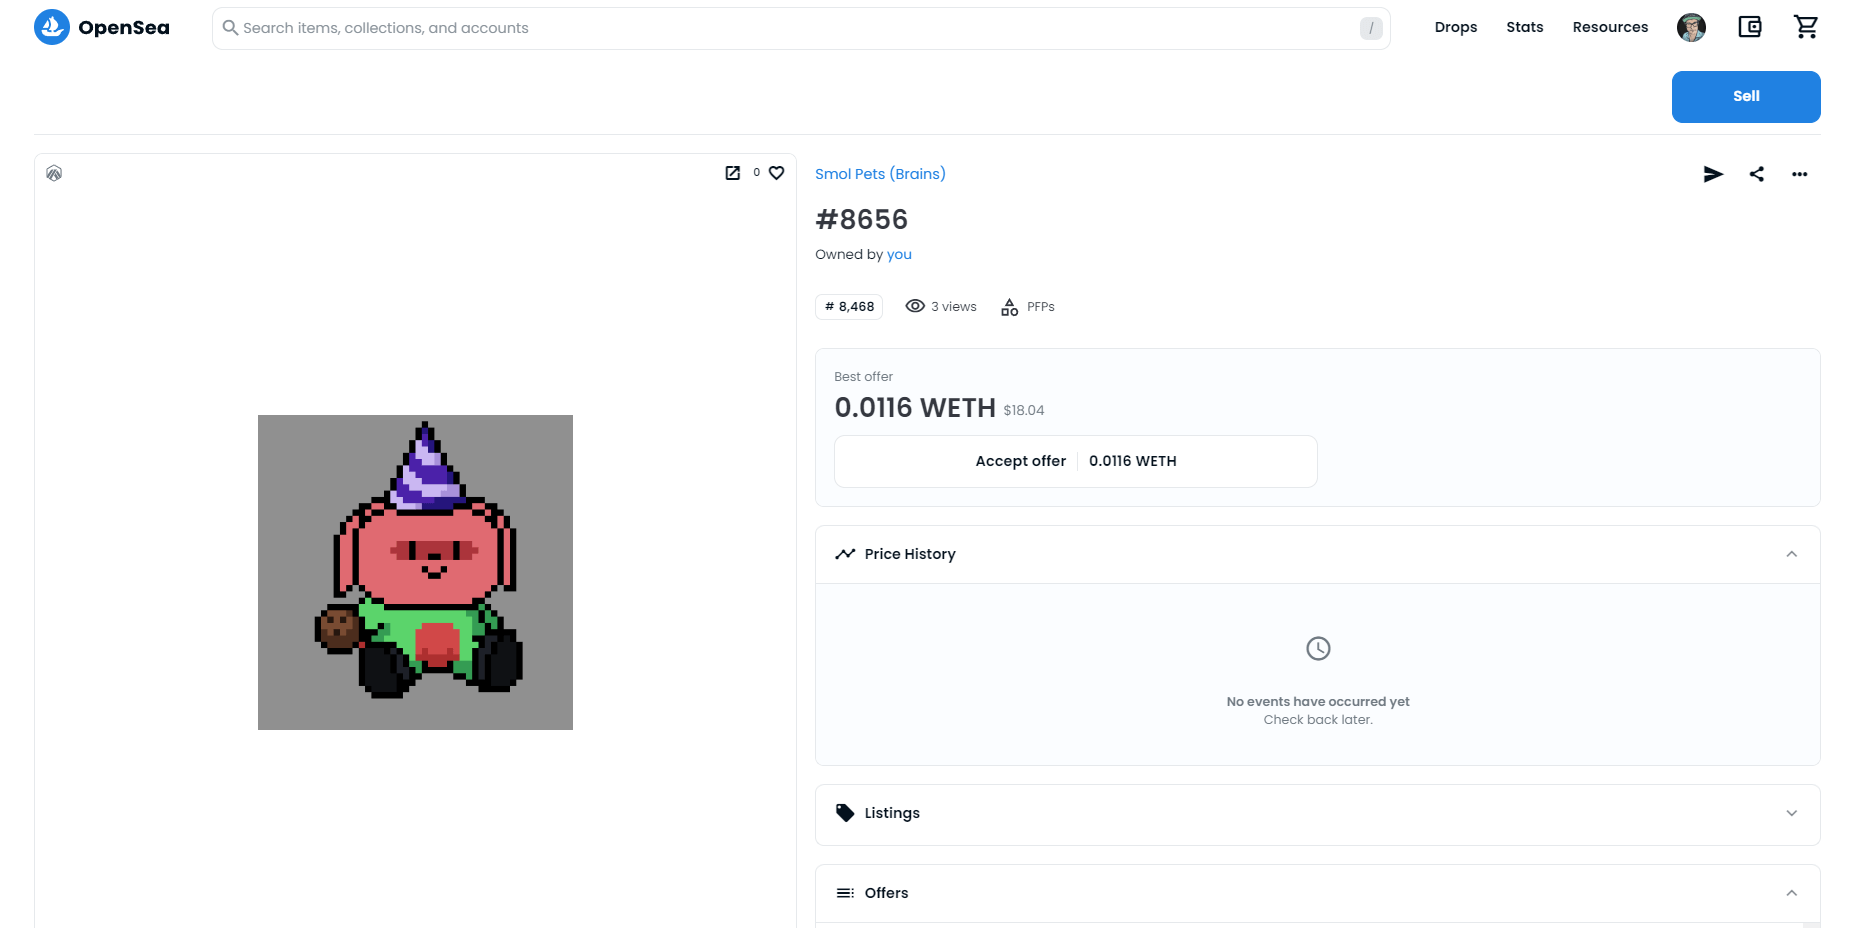 OpenSea
Search items, collections, and accounts
/
Drops
Stats
Resources
Sell
0
Smol Pets (Brains)
#8656
Owned by you
# 8,468
3 views
PFPs
Best offer
0.0116 WETH $18.04
Accept offer 0.0116 WETH
Price History
No events have occurred yet
Check back later.
Listings
Offers